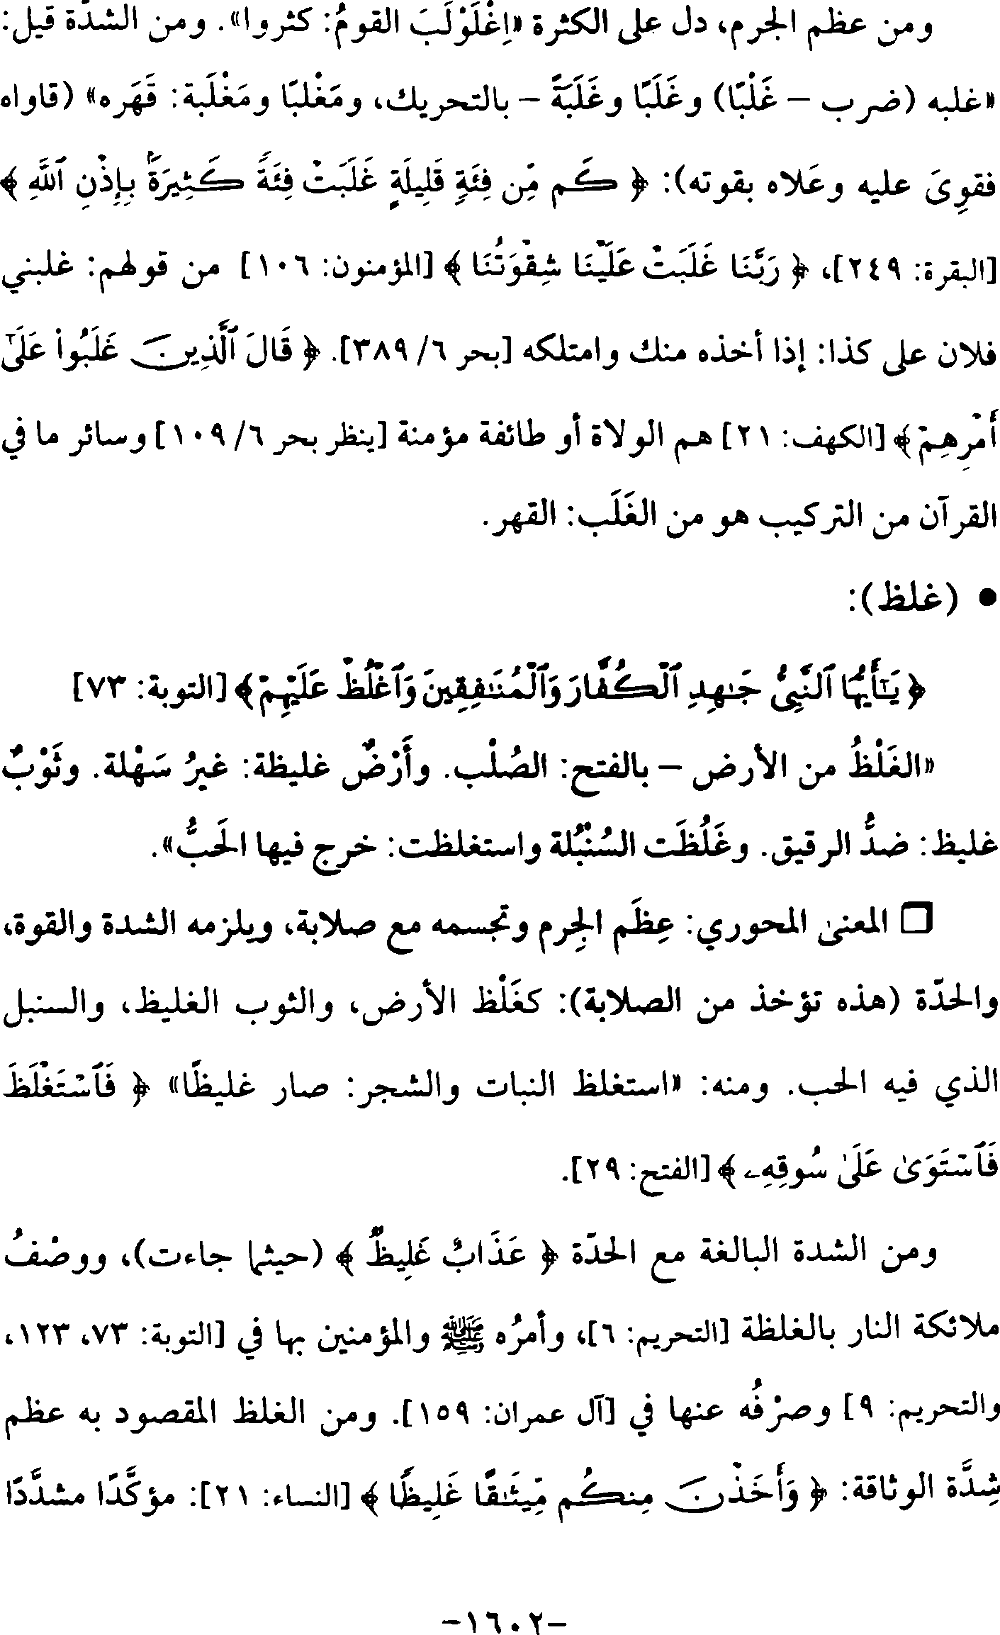 ومن عظم الجرم، دل على الكثرة «اِغْلَوْلَبَ القومُ: كثروا». ومن الشدّة قيل:
«غلبه (ضرب – غَلْبًا) وغَلَبًا وغَلَبَةً – بالتحريك، ومَغْلبًا ومَغْلَبة: قَهَره» (قاواه
فقوِىَ عليه وعَلاه بقوته): ﴿ كَم مِّن فِئَةٍ قَلِيلَةٍ غَلَبَتْ فِئَةً كَثِيرَةً بِإِذْنِ ٱللَّهِ ﴾
[البقرة: ٢٤٩]، ﴿ رَبَّنَا غَلَبَتْ عَلَيْنَا شِقْوَتُنَا ﴾ [المؤمنون: ١٠٦] من قولهم: غلبني
فلان على كذا: إذا أخذه منك وامتلكه [بحر ٦/ ٣٨٩]. ﴿ قَالَ ٱلَّذِينَ غَلَبُوا۟ عَلَىٰٓ
أَمْرِهِمْ ﴾ [الكهف: ٢١] هم الولاة أو طائفة مؤمنة [ينظر بحر ٦/ ١٠٩] وسائر ما في
القرآن من التركيب هو من الغَلَب: القهر.
• (غلظ):
﴿ يَٰٓأَيُّهَا ٱلنَّبِىُّ جَٰهِدِ ٱلْكُفَّارَ وَٱلْمُنَٰفِقِينَ وَٱغْلُظْ عَلَيْهِمْ ﴾ [التوبة: ٧٣]
«الغَلْظُ من الأرض – بالفتح: الصُلْب. وأَرْضٌ غليظة: غيرُ سَهْلة. وثَوْبٌ
غليظ: ضدُّ الرقيق. وغَلُظَت السُنْبُلة واستغلظت: خرج فيها الحَبُّ».
❒ المعنى المحوري: عِظَم الجِرم وتجسمه مع صلابة، ويلزمه الشدة والقوة،
والحدّة (هذه تؤخذ من الصلابة): كغَلْظ الأرض، والثوب الغليظ، والسنبل
الذي فيه الحب. ومنه: «استغلظ النبات والشجر: صار غليظًا» ﴿ فَٱسْتَغْلَظَ
فَٱسْتَوَىٰ عَلَىٰ سُوقِهِۦ ﴾ [الفتح: ٢٩].
ومن الشدة البالغة مع الحدّة ﴿ عَذَابٌ غَلِيظٌ ﴾ (حيثما جاءت)، ووصْفُ
ملائكة النار بالغلظة [التحريم: ٦]، وأمرُه ﷺ والمؤمنين بها في [التوبة: ٧٣، ١٢٣،
والتحريم: ٩] وصرْفُه عنها في [آل عمران: ١٥٩]. ومن الغلظ المقصود به عظم
شِدَّة الوثاقة: ﴿ وَأَخَذْنَ مِنكُم مِّيثَٰقًا غَلِيظًا ﴾ [النساء: ٢١]: مؤكَّدًا مشدَّدًا
-١٦٠٢-